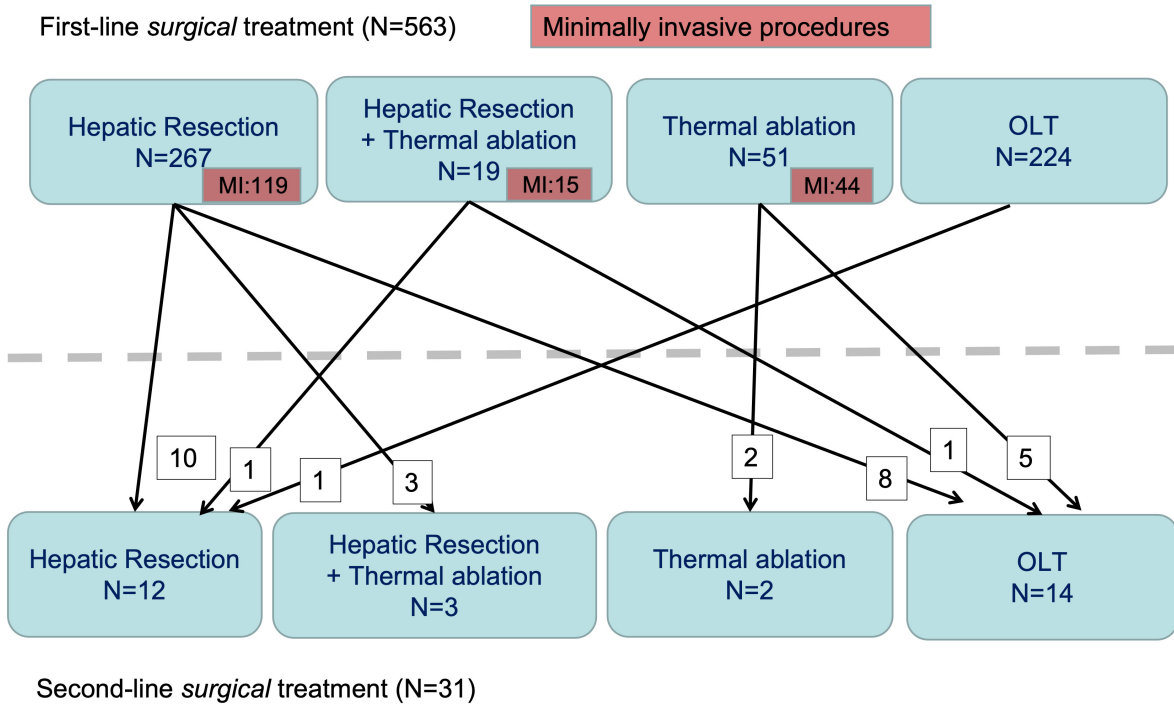 First-line surgical treatment (N=563)
Minimally invasive procedures
Hepatic Resection
N=267
MI:119
Hepatic Resection
+ Thermal ablation
N=19
MI:15
Thermal ablation
N=51
MI:44
OLT
N=224
10
1
1
3
2
8
1
5
Hepatic Resection
N=12
Hepatic Resection
+ Thermal ablation
N=3
Thermal ablation
N=2
OLT
N=14
Second-line surgical treatment (N=31)